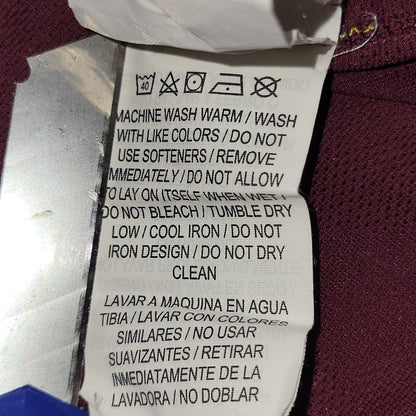 40
MACHINE WASH WARM / WASH
WITH LIKE COLORS / DO NOT
USE SOFTENERS / REMOVE
IMMEDIATELY / DO NOT ALLOW
TO LAY ON ITSELF WHEN WET /
DO NOT BLEACH / TUMBLE DRY
LOW / COOL IRON / DO NOT
IRON DESIGN / DO NOT DRY
CLEAN
LAVAR A MAQUINA EN AGUA
TIBIA / LAVAR CON COLORES
SIMILARES / NO USAR
SUAVIZANTES / RETIRAR
INMEDIATAMENTE DE LA
LAVADORA / NO DOBLAR